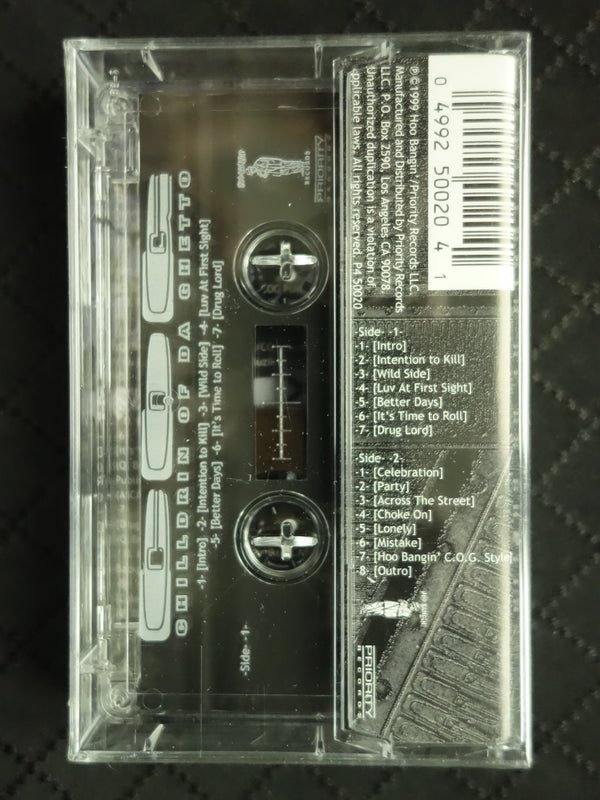 0 4992 50020 4 1
℗©1999 Hoo Bangin'/Priority Records LLC.
Manufactured and Distributed by Priority Records
LLC. P.O. Box 2590, Los Angeles CA 90078.
Unauthorized duplication is a violation of
applicable laws. All rights reserved. P4 50020
-Side- -1-
-1- [Intro]
-2- [Intention to Kill]
-3- [Wild Side]
-4- [Luv At First Sight]
-5- [Better Days]
-6- [It's Time to Roll]
-7- [Drug Lord]
-Side- -2-
-1- [Celebration]
-2- [Party]
-3- [Across The Street]
-4- [Choke On]
-5- [Lonely]
-6- [Mistake]
-7- [Hoo Bangin' C.O.G. Style]
-8- [Outro]
PRIORITY
RECORDS
CHILLDRIN OF DA GHETTO
-1- [Intro] -2- [Intention to Kill] -3- [Wild Side] -4- [Luv At First Sight]
-5- [Better Days] -6- [It's Time to Roll] -7- [Drug Lord]
-Side- -1-
PRIORITY